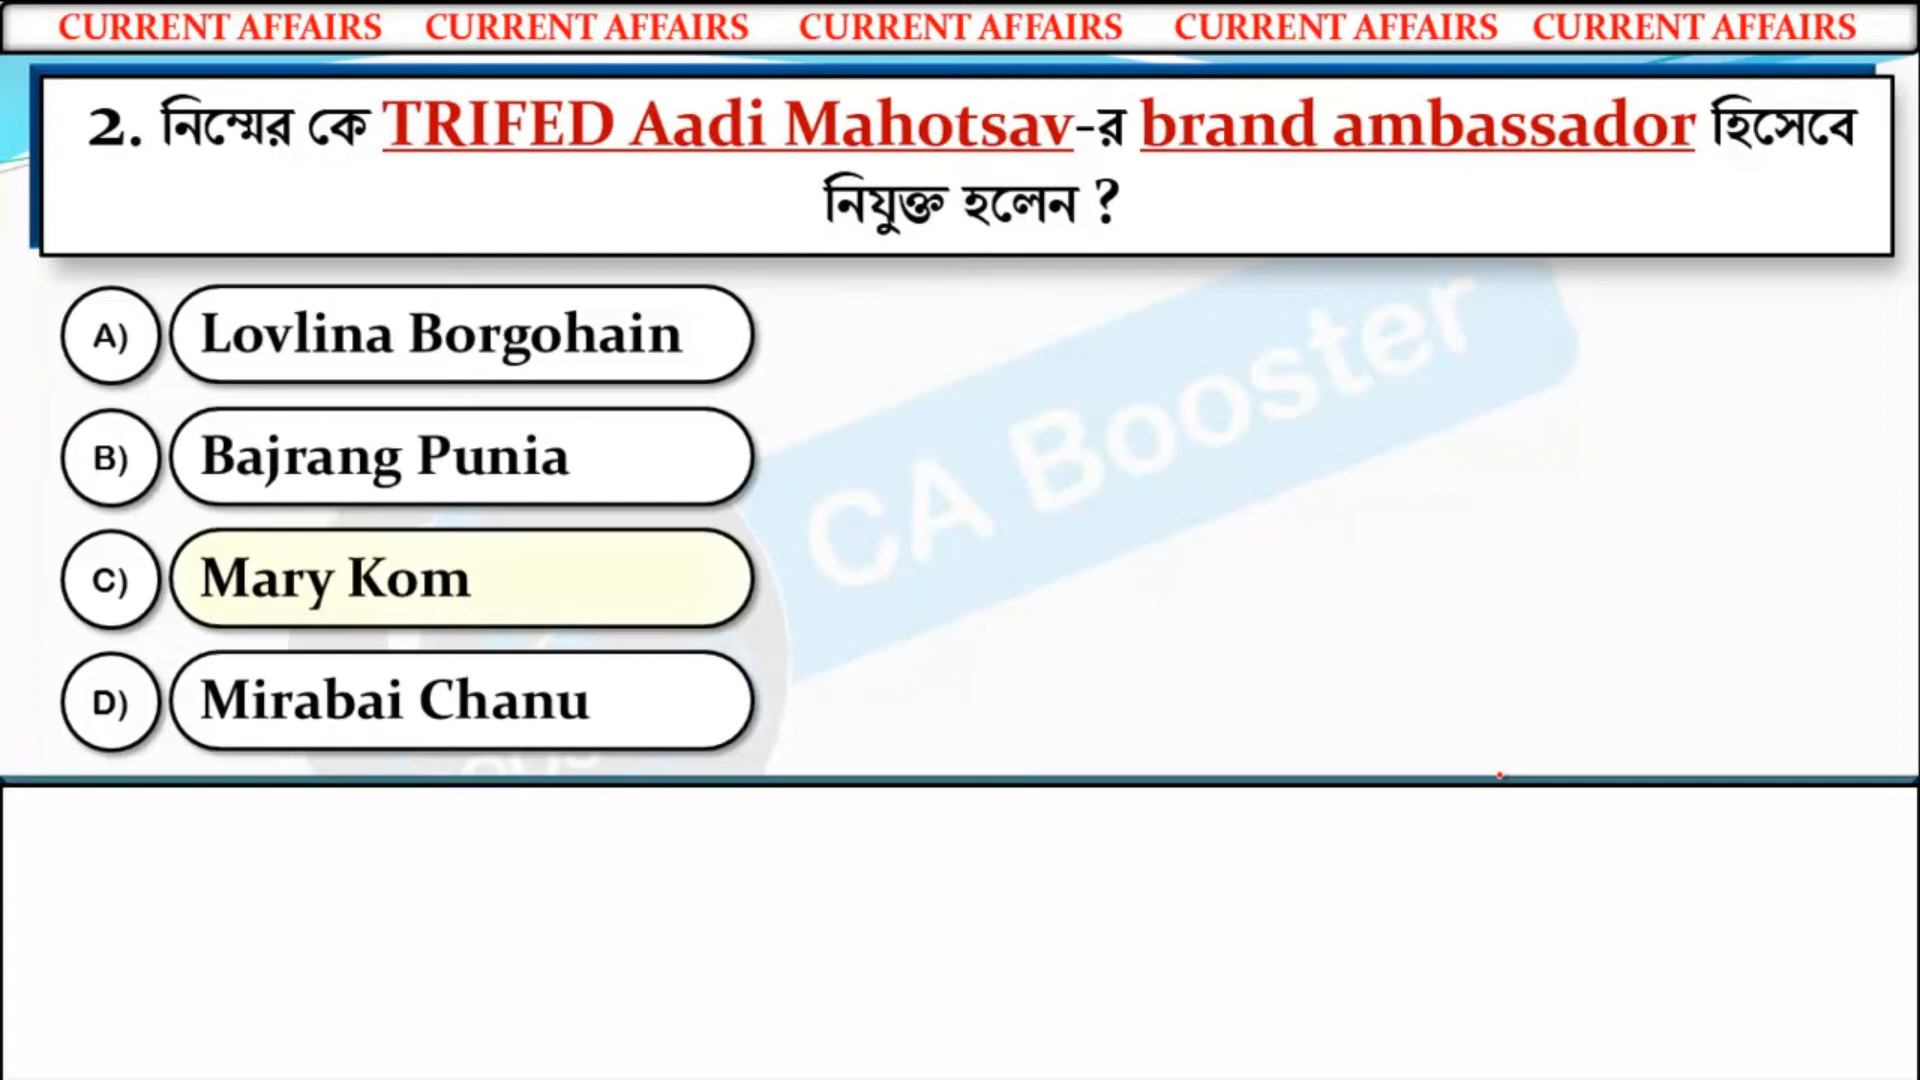 CURRENT AFFAIRS CURRENT AFFAIRS CURRENT AFFAIRS CURRENT AFFAIRS CURRENT AFFAIRS
2. নিম্মের কে TRIFED Aadi Mahotsav-র brand ambassador হিসেবে
নিযুক্ত হলেন ?
A) Lovlina Borgohain
B) Bajrang Punia
C) Mary Kom
D) Mirabai Chanu
CA Booster